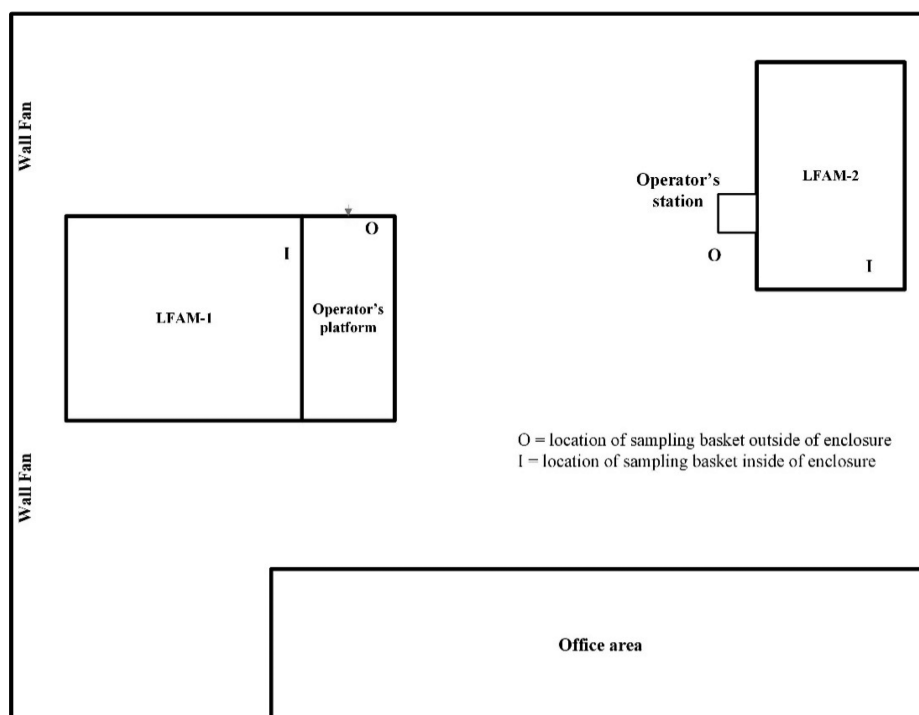 Wall Fan
LFAM-2
Operator's
station
O
I
O
I
Operator's
platform
LFAM-1
O = location of sampling basket outside of enclosure
I = location of sampling basket inside of enclosure
Wall Fan
Office area